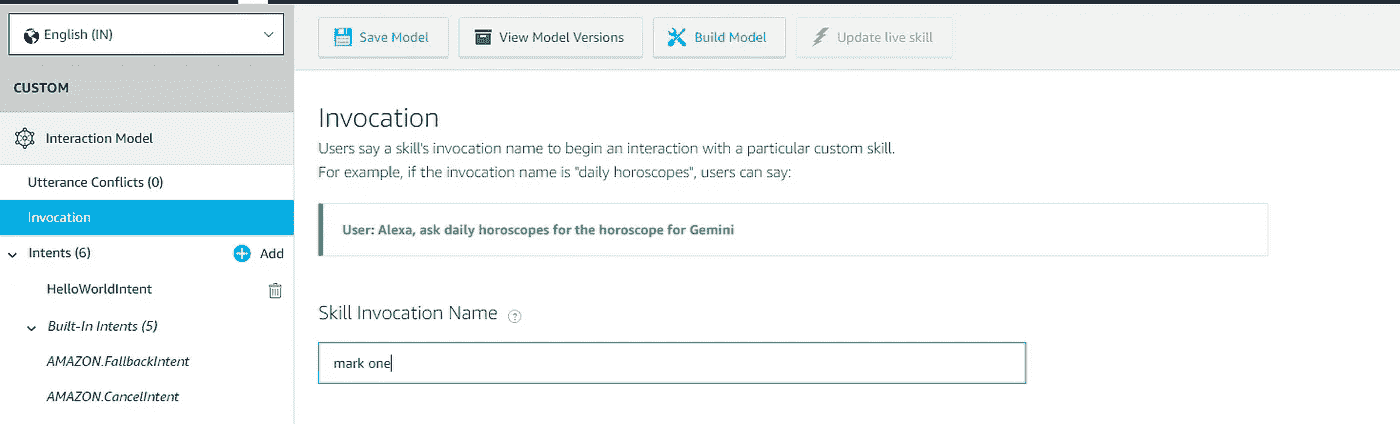 English (IN)
Save Model
View Model Versions
Build Model
Update live skill
CUSTOM
Interaction Model
Utterance Conflicts (0)
Invocation
Intents (6)
Add
HelloWorldIntent
Built-In Intents (5)
AMAZON.FallbackIntent
AMAZON.CancelIntent
Invocation
Users say a skill's invocation name to begin an interaction with a particular custom skill.
For example, if the invocation name is "daily horoscopes", users can say:
User: Alexa, ask daily horoscopes for the horoscope for Gemini
Skill Invocation Name ?
mark one